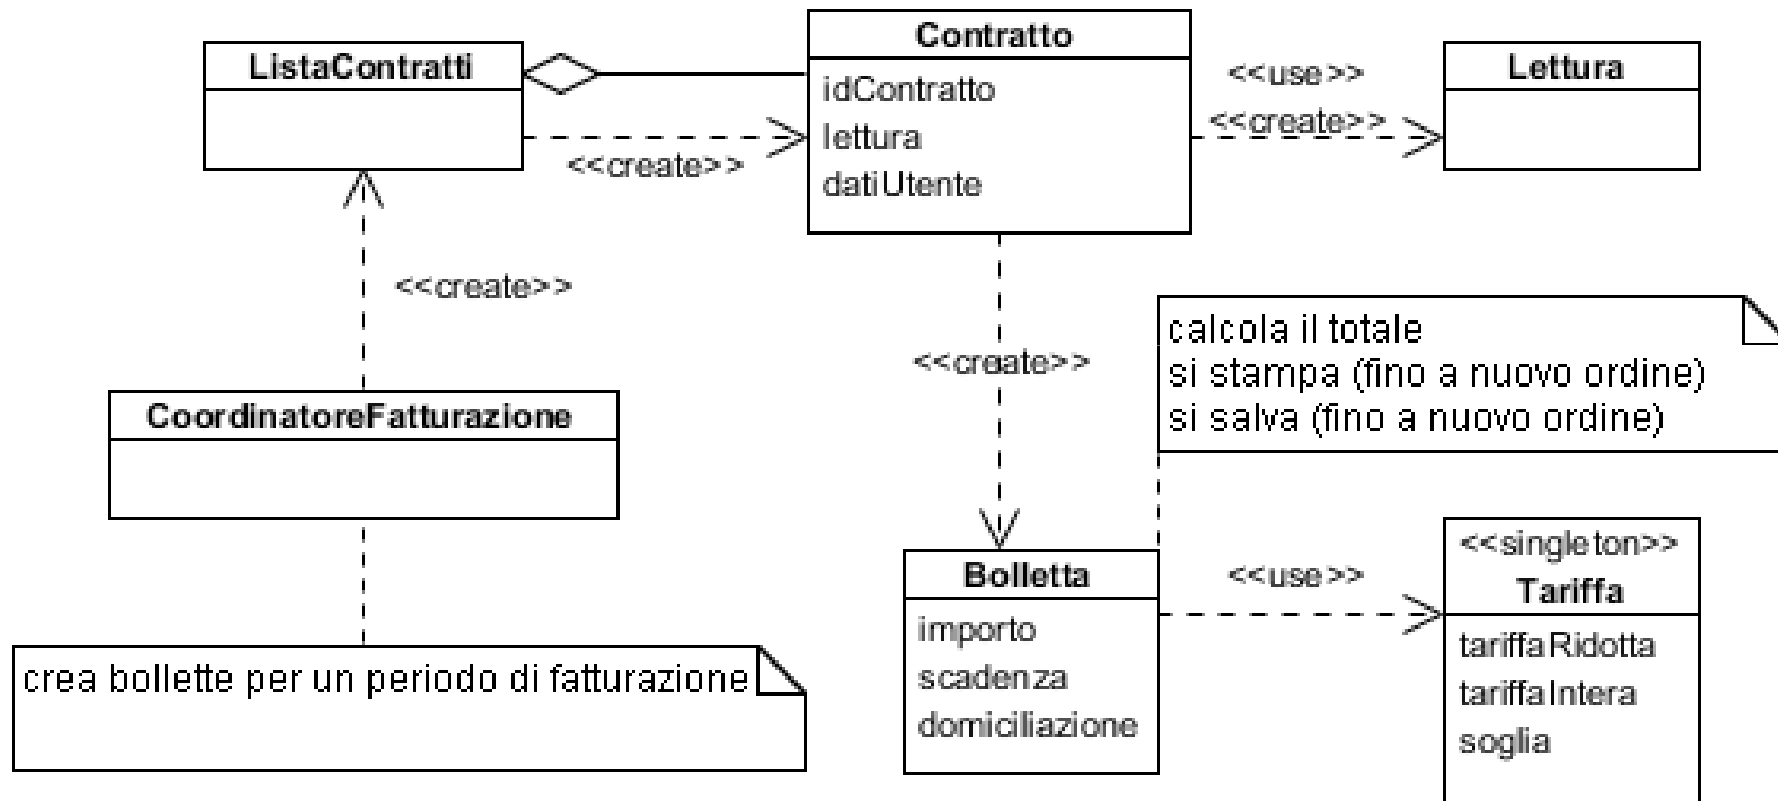 ListaContratti
Contratto
idContratto
lettura
datiUtente
<<use>>
<<create>>
Lettura
<<create>>
<<create>>
<<create>>
calcola il totale
si stampa (fino a nuovo ordine)
si salva (fino a nuovo ordine)
CoordinatoreFatturazione
crea bollette per un periodo di fatturazione
Bolletta
importo
scadenza
domiciliazione
<<use>>
<<singleton>>
Tariffa
tariffaRidotta
tariffaIntera
soglia